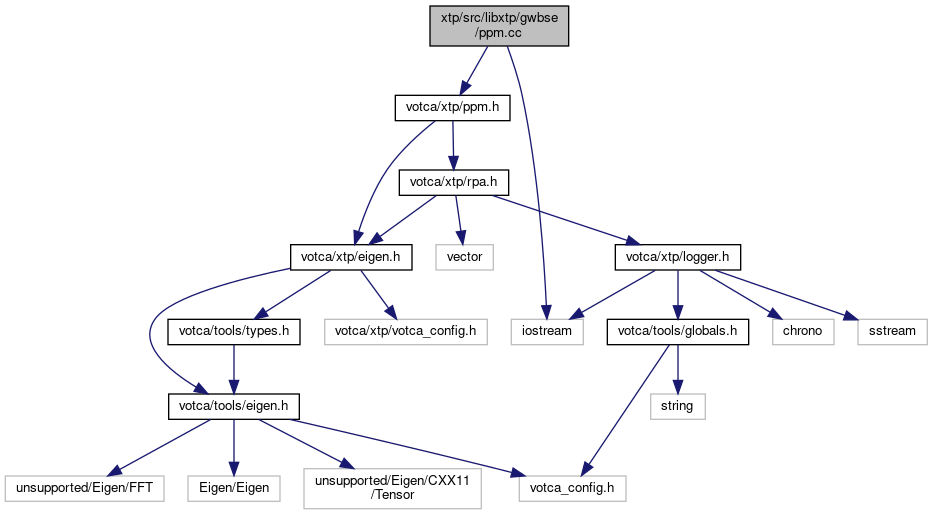 xtp/src/libxtp/gwbse
/ppm.cc
votca/xtp/ppm.h
votca/xtp/rpa.h
votca/xtp/eigen.h
vector
votca/xtp/logger.h
votca/tools/types.h
votca/xtp/votca_config.h
iostream
votca/tools/globals.h
chrono
sstream
votca/tools/eigen.h
string
unsupported/Eigen/FFT
Eigen/Eigen
unsupported/Eigen/CXX11
/Tensor
votca_config.h